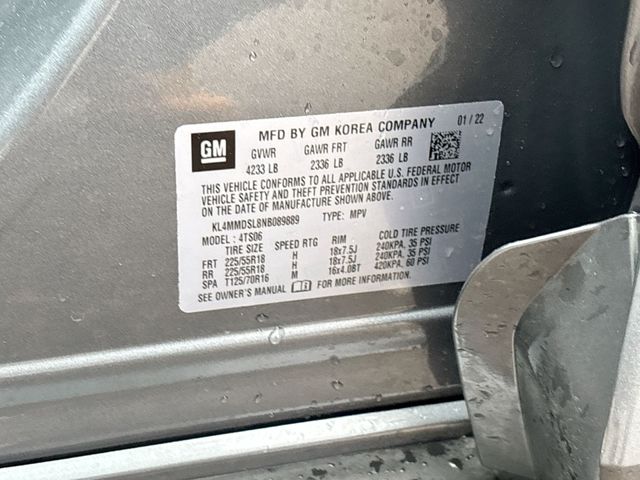 GM
MFD BY GM KOREA COMPANY 01 / 22
GVWR GAWR FRT GAWR RR
4233 LB 2336 LB 2336 LB
THIS VEHICLE CONFORMS TO ALL APPLICABLE U.S. FEDERAL MOTOR
VEHICLE SAFETY AND THEFT PREVENTION STANDARDS IN EFFECT
ON THE DATE OF MANUFACTURE SHOWN ABOVE.
KL4MMDSL8NB089889 TYPE: MPV
MODEL : 4TS06
TIRE SIZE SPEED RTG RIM COLD TIRE PRESSURE
FRT 225/55R18 H 18x7.5J 240KPA, 35 PSI
RR 225/55R18 H 18x7.5J 240KPA, 35 PSI
SPA T125/70R16 M 16x4.0BT 420KPA, 60 PSI
SEE OWNER'S MANUAL FOR MORE INFORMATION.